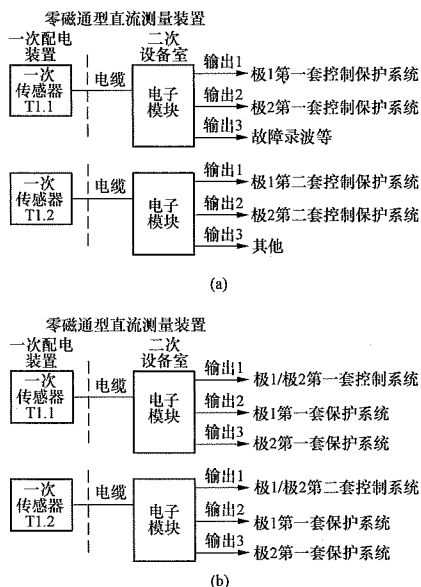 零磁通型直流测量装置
一次配电
装置
二次
设备室
一次
传感器
T1.1
电缆
电子
模块
输出1
极1第一套控制保护系统
输出2
极2第一套控制保护系统
输出3
故障录波等
一次
传感器
T1.2
电缆
电子
模块
输出1
极1第二套控制保护系统
输出2
极2第二套控制保护系统
输出3
其他
(a)
零磁通型直流测量装置
一次配电
装置
二次
设备室
一次
传感器
T1.1
电缆
电子
模块
输出1
极1/极2第一套控制系统
输出2
极1第一套保护系统
输出3
极2第一套保护系统
一次
传感器
T1.2
电缆
电子
模块
输出1
极1/极2第二套控制系统
输出2
极1第一套保护系统
输出3
极2第一套保护系统
(b)